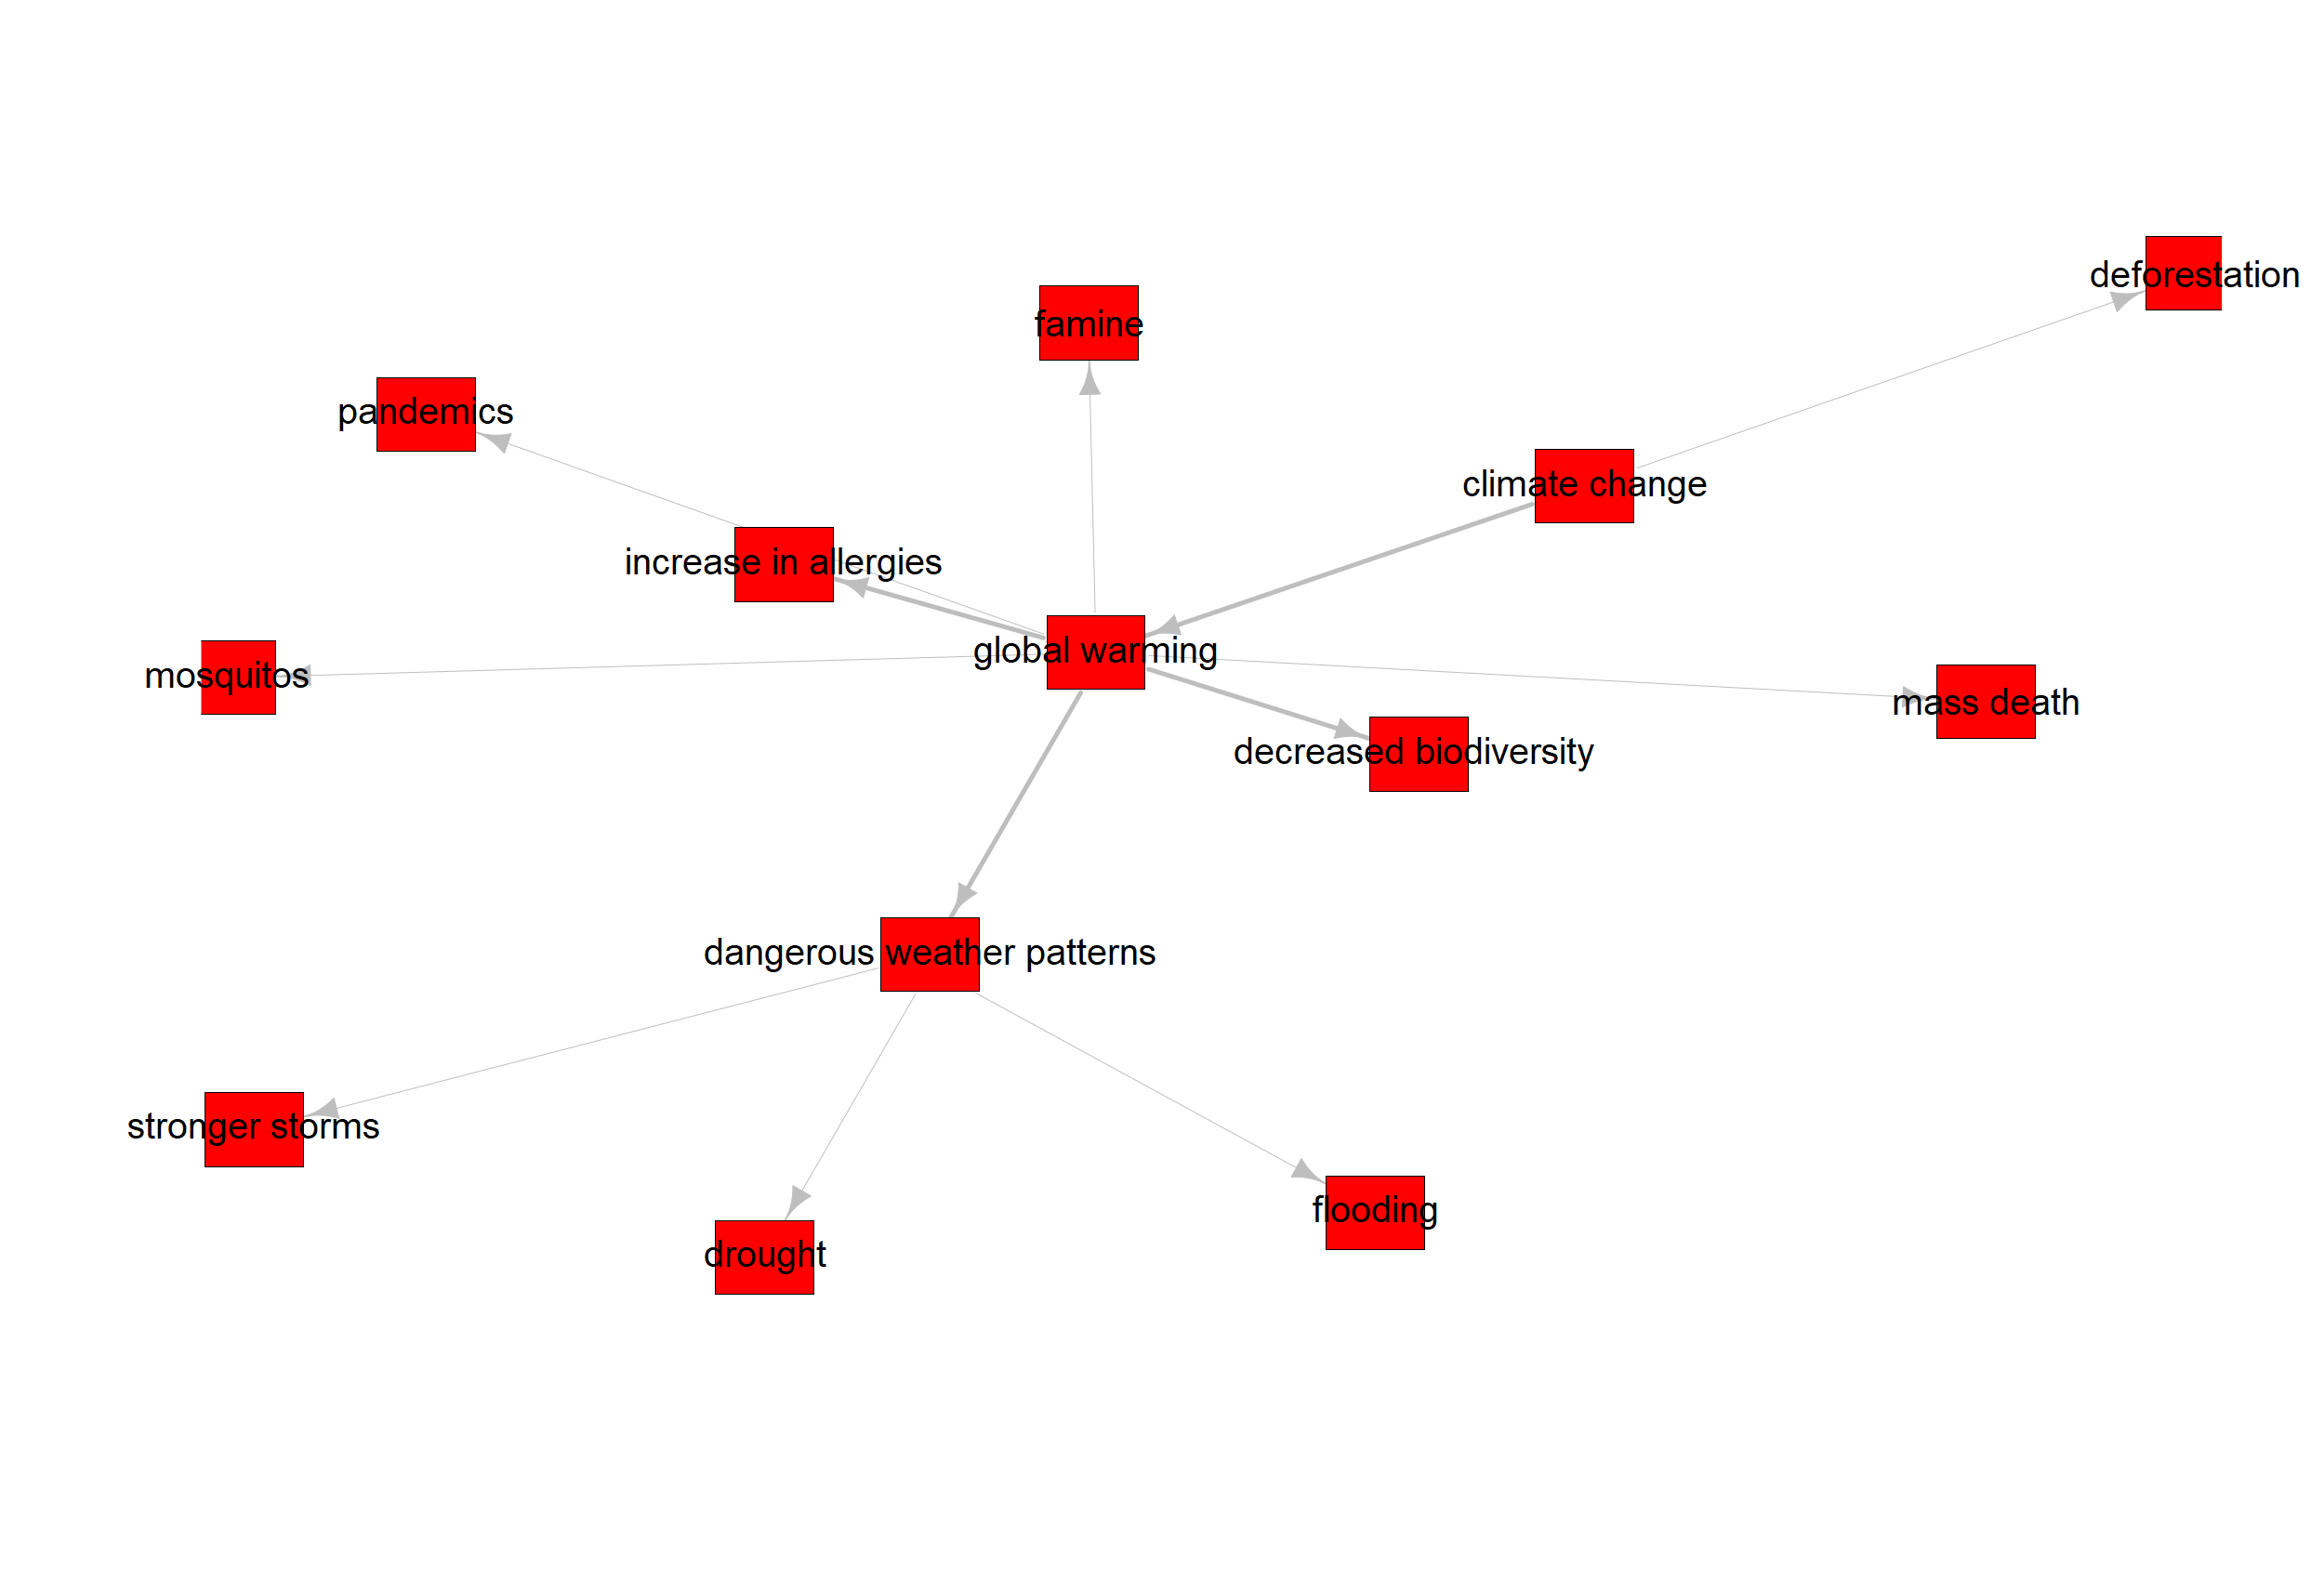 deforestation
famine
pandemics
climate change
increase in allergies
global warming
mosquitos
mass death
decreased biodiversity
dangerous weather patterns
stronger storms
flooding
drought